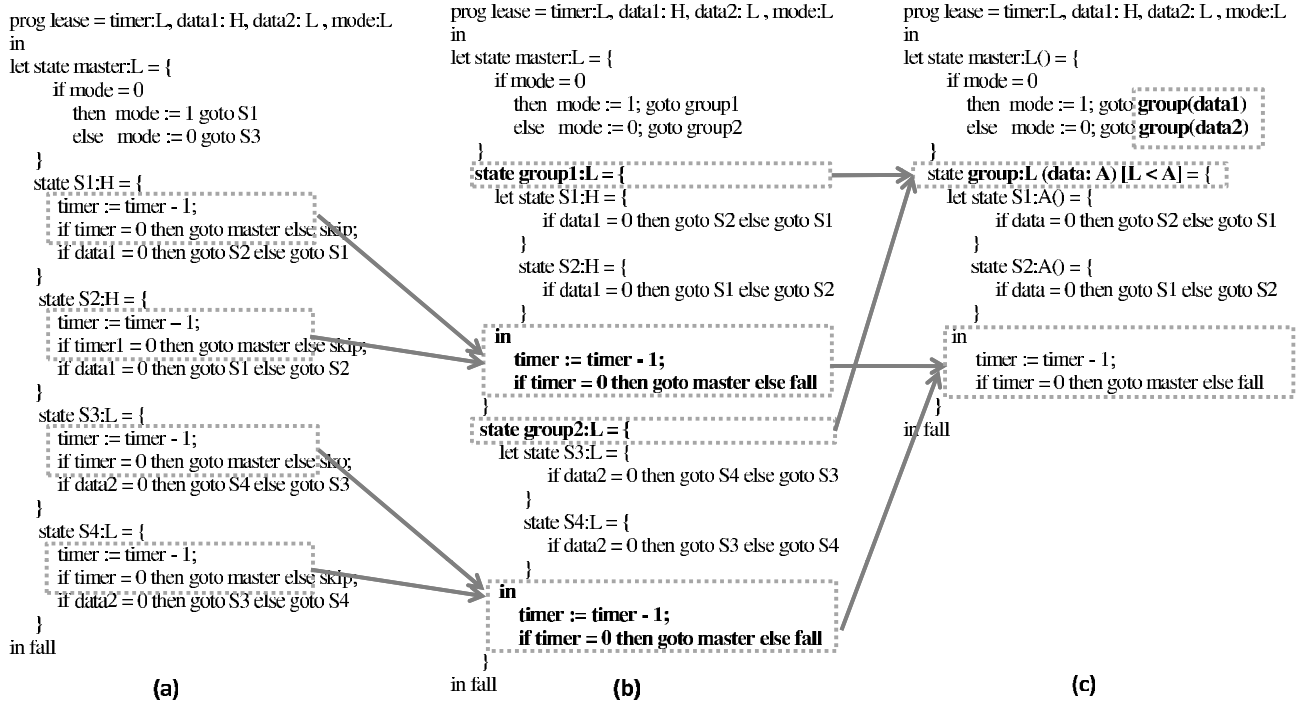 prog lease = timer:L, data1: H, data2: L , mode:L
in
let state master:L = {
if mode = 0
then mode := 1 goto S1
else mode := 0 goto S3
}
state S1:H = {
timer := timer - 1;
if timer = 0 then goto master else skip;
if data1 = 0 then goto S2 else goto S1
}
state S2:H = {
timer := timer – 1;
if timer1 = 0 then goto master else skip;
if data1 = 0 then goto S1 else goto S2
}
state S3:L = {
timer := timer - 1;
if timer = 0 then goto master else sko;
if data2 = 0 then goto S4 else goto S3
}
state S4:L = {
timer := timer - 1;
if timer = 0 then goto master else skip;
if data2 = 0 then goto S3 else goto S4
}
in fall
(a)
prog lease = timer:L, data1: H, data2: L , mode:L
in
let state master:L = {
if mode = 0
then mode := 1; goto group1
else mode := 0; goto group2
}
state group1:L = {
let state S1:H = {
if data1 = 0 then goto S2 else goto S1
}
state S2:H = {
if data1 = 0 then goto S1 else goto S2
}
in
timer := timer - 1;
if timer = 0 then goto master else fall
}
state group2:L = {
let state S3:L = {
if data2 = 0 then goto S4 else goto S3
}
state S4:L = {
if data2 = 0 then goto S3 else goto S4
}
in
timer := timer - 1;
if timer = 0 then goto master else fall
}
in fall
(b)
prog lease = timer:L, data1: H, data2: L , mode:L
in
let state master:L() = {
if mode = 0
then mode := 1; goto group(data1)
else mode := 0; goto group(data2)
}
state group:L (data: A) [L < A] = {
let state S1:A() = {
if data = 0 then goto S2 else goto S1
}
state S2:A() = {
if data = 0 then goto S1 else goto S2
}
in
timer := timer - 1;
if timer = 0 then goto master else fall
}
in fall
(c)